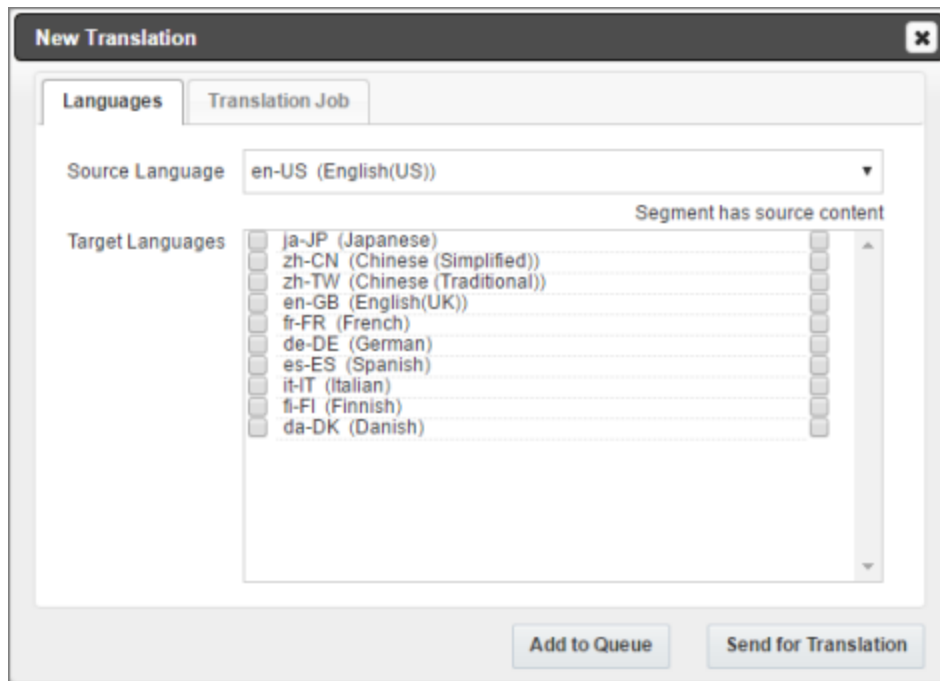 New Translation
Languages
Translation Job
Source Language
en-US (English(US))
Segment has source content
Target Languages
ja-JP (Japanese)
zh-CN (Chinese (Simplified))
zh-TW (Chinese (Traditional))
en-GB (English(UK))
fr-FR (French)
de-DE (German)
es-ES (Spanish)
it-IT (Italian)
fi-FI (Finnish)
da-DK (Danish)
Add to Queue
Send for Translation